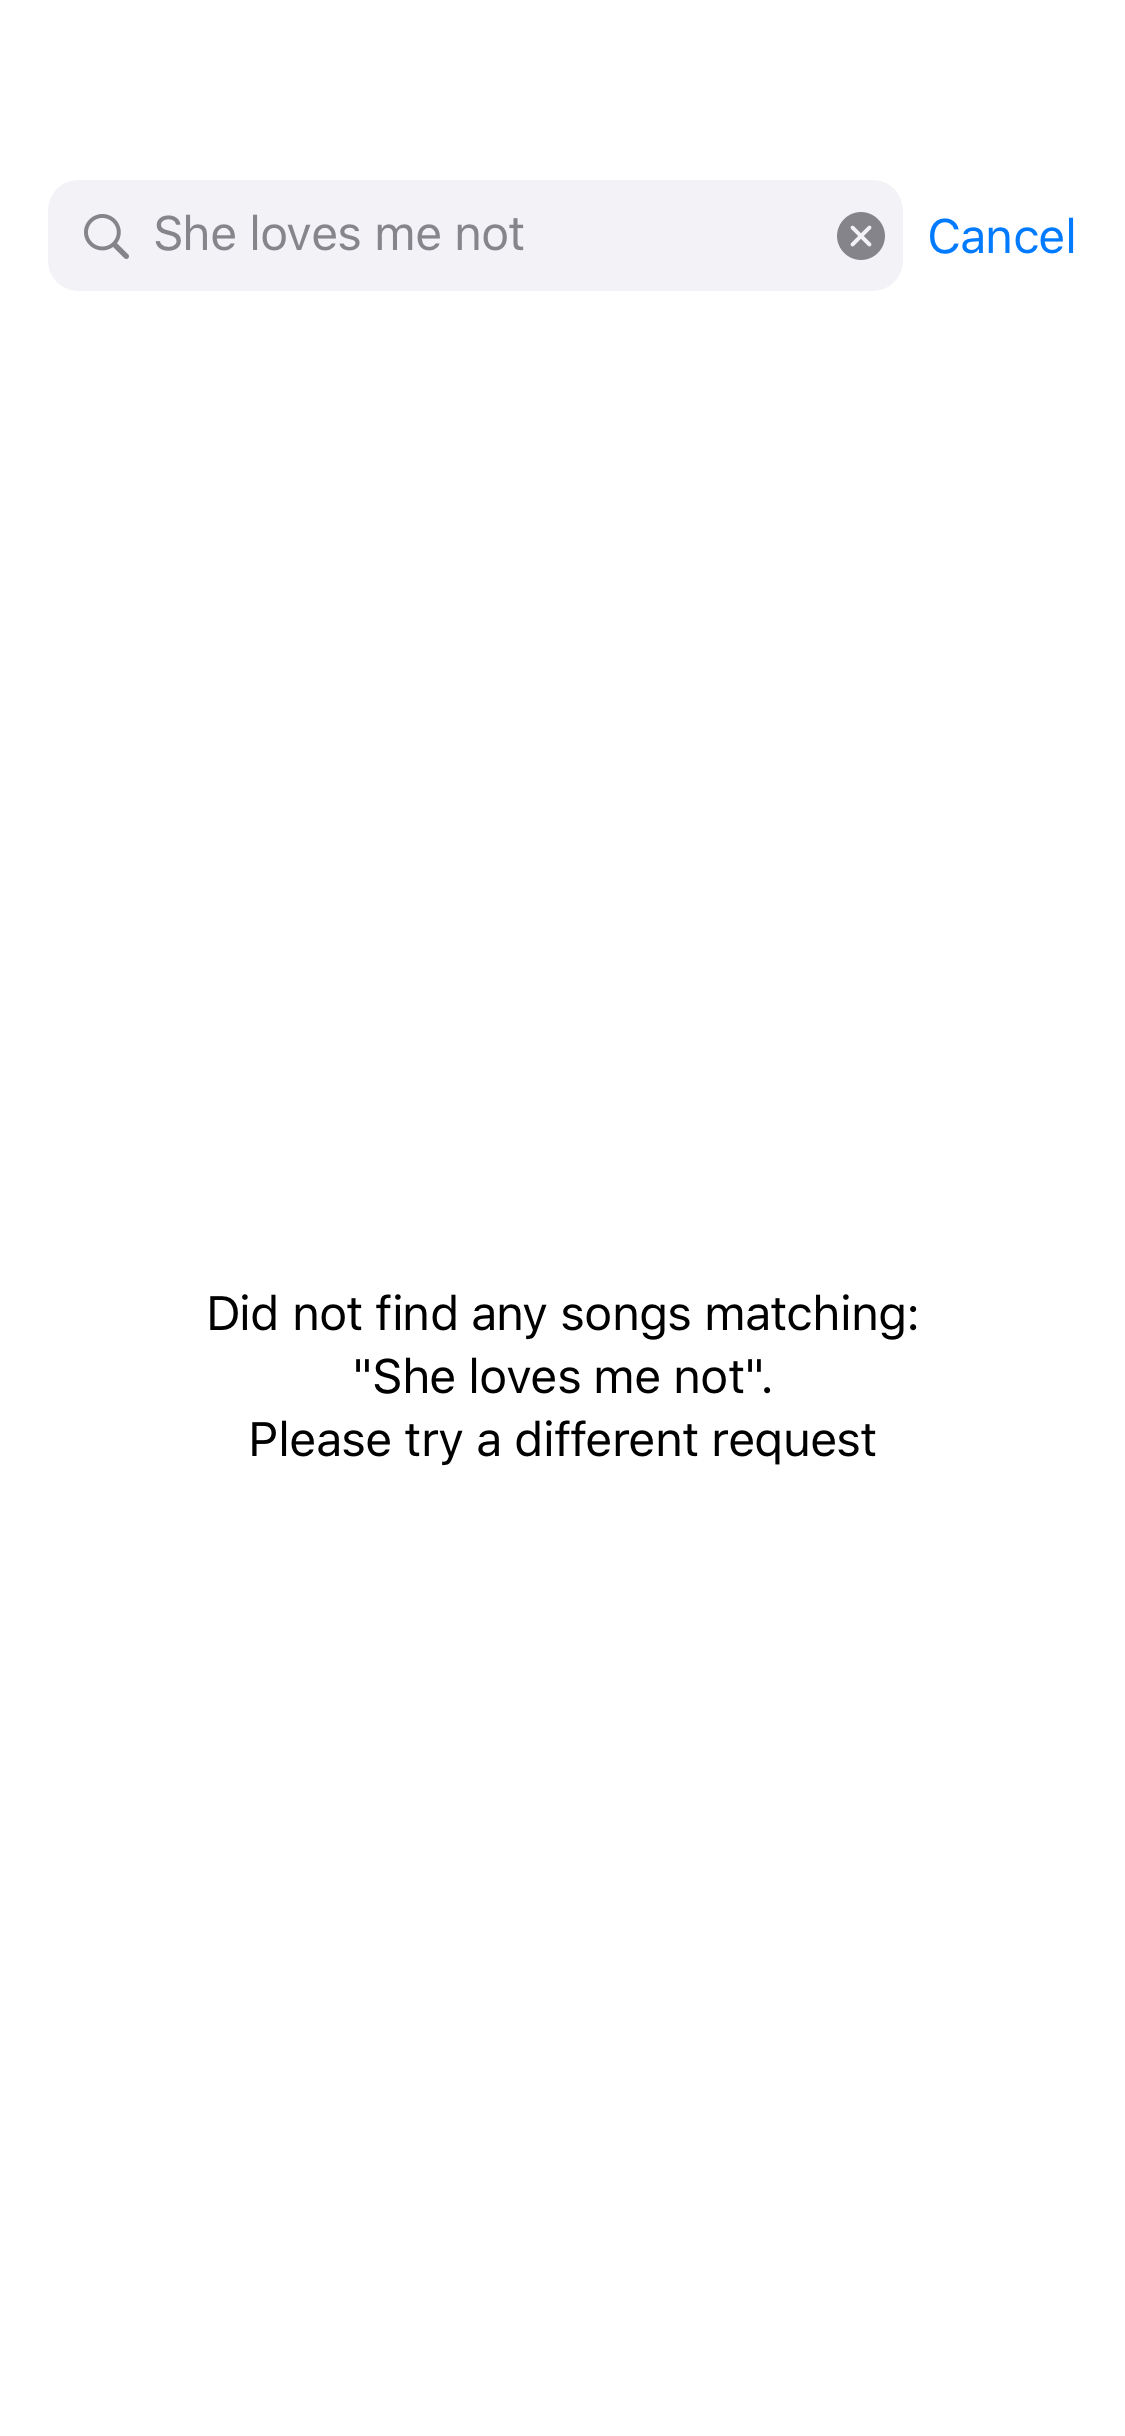 She loves me not
Cancel
Did not find any songs matching:
"She loves me not".
Please try a different request